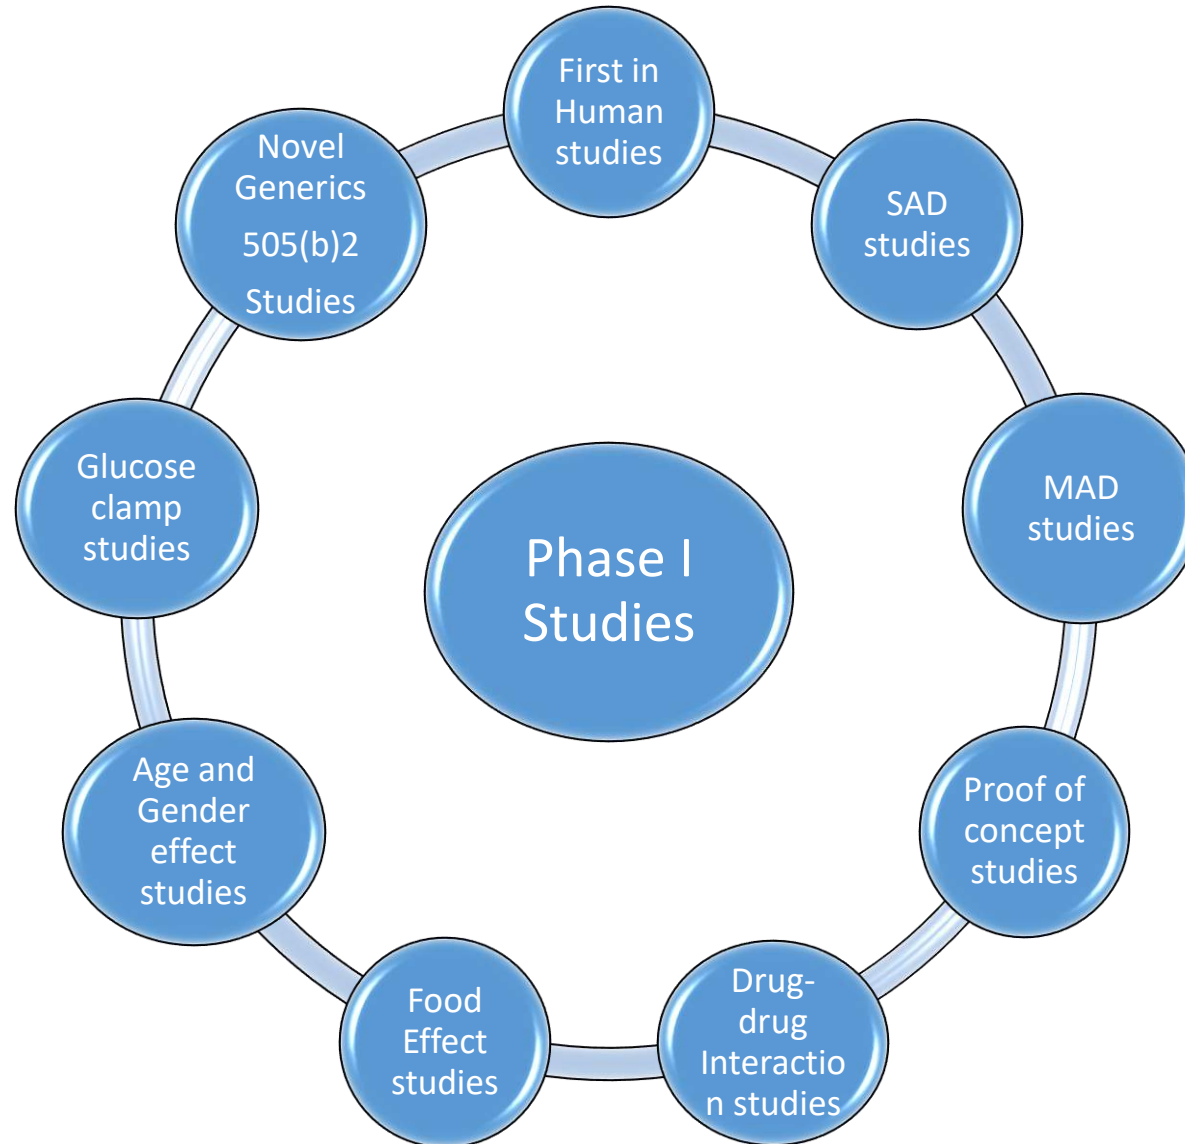 First in
Human
studies
SAD
studies
MAD
studies
Proof of
concept
studies
Drug-
drug
Interactio
n studies
Food
Effect
studies
Age and
Gender
effect
studies
Glucose
clamp
studies
Novel
Generics
505(b)2
Studies
Phase I
Studies